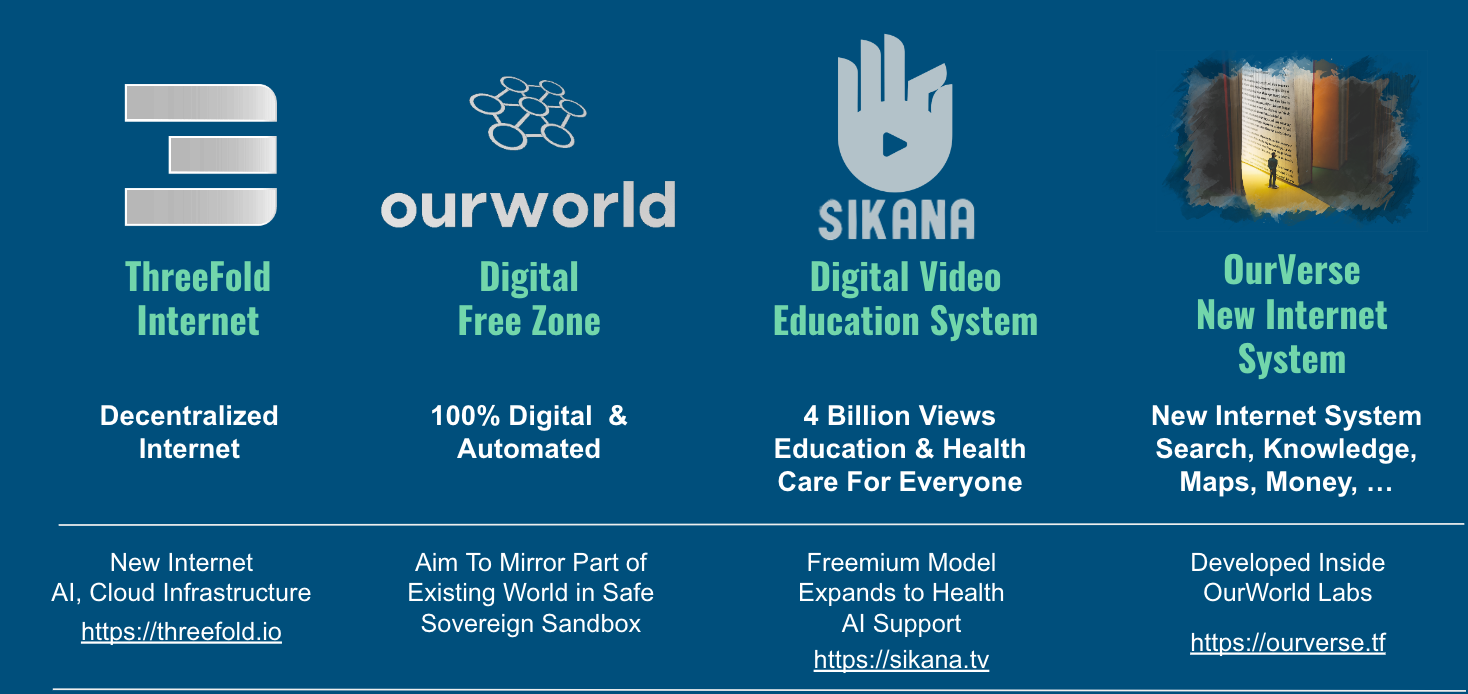 ourworld
SIKANA
ThreeFold
Internet
Digital
Free Zone
Digital Video
Education System
OurVerse
New Internet
System
Decentralized
Internet
100% Digital &
Automated
4 Billion Views
Education & Health
Care For Everyone
New Internet System
Search, Knowledge,
Maps, Money, …
New Internet
AI, Cloud Infrastructure
https://threefold.io
Aim To Mirror Part of
Existing World in Safe
Sovereign Sandbox
Freemium Model
Expands to Health
AI Support
https://sikana.tv
Developed Inside
OurWorld Labs
https://ourverse.tf